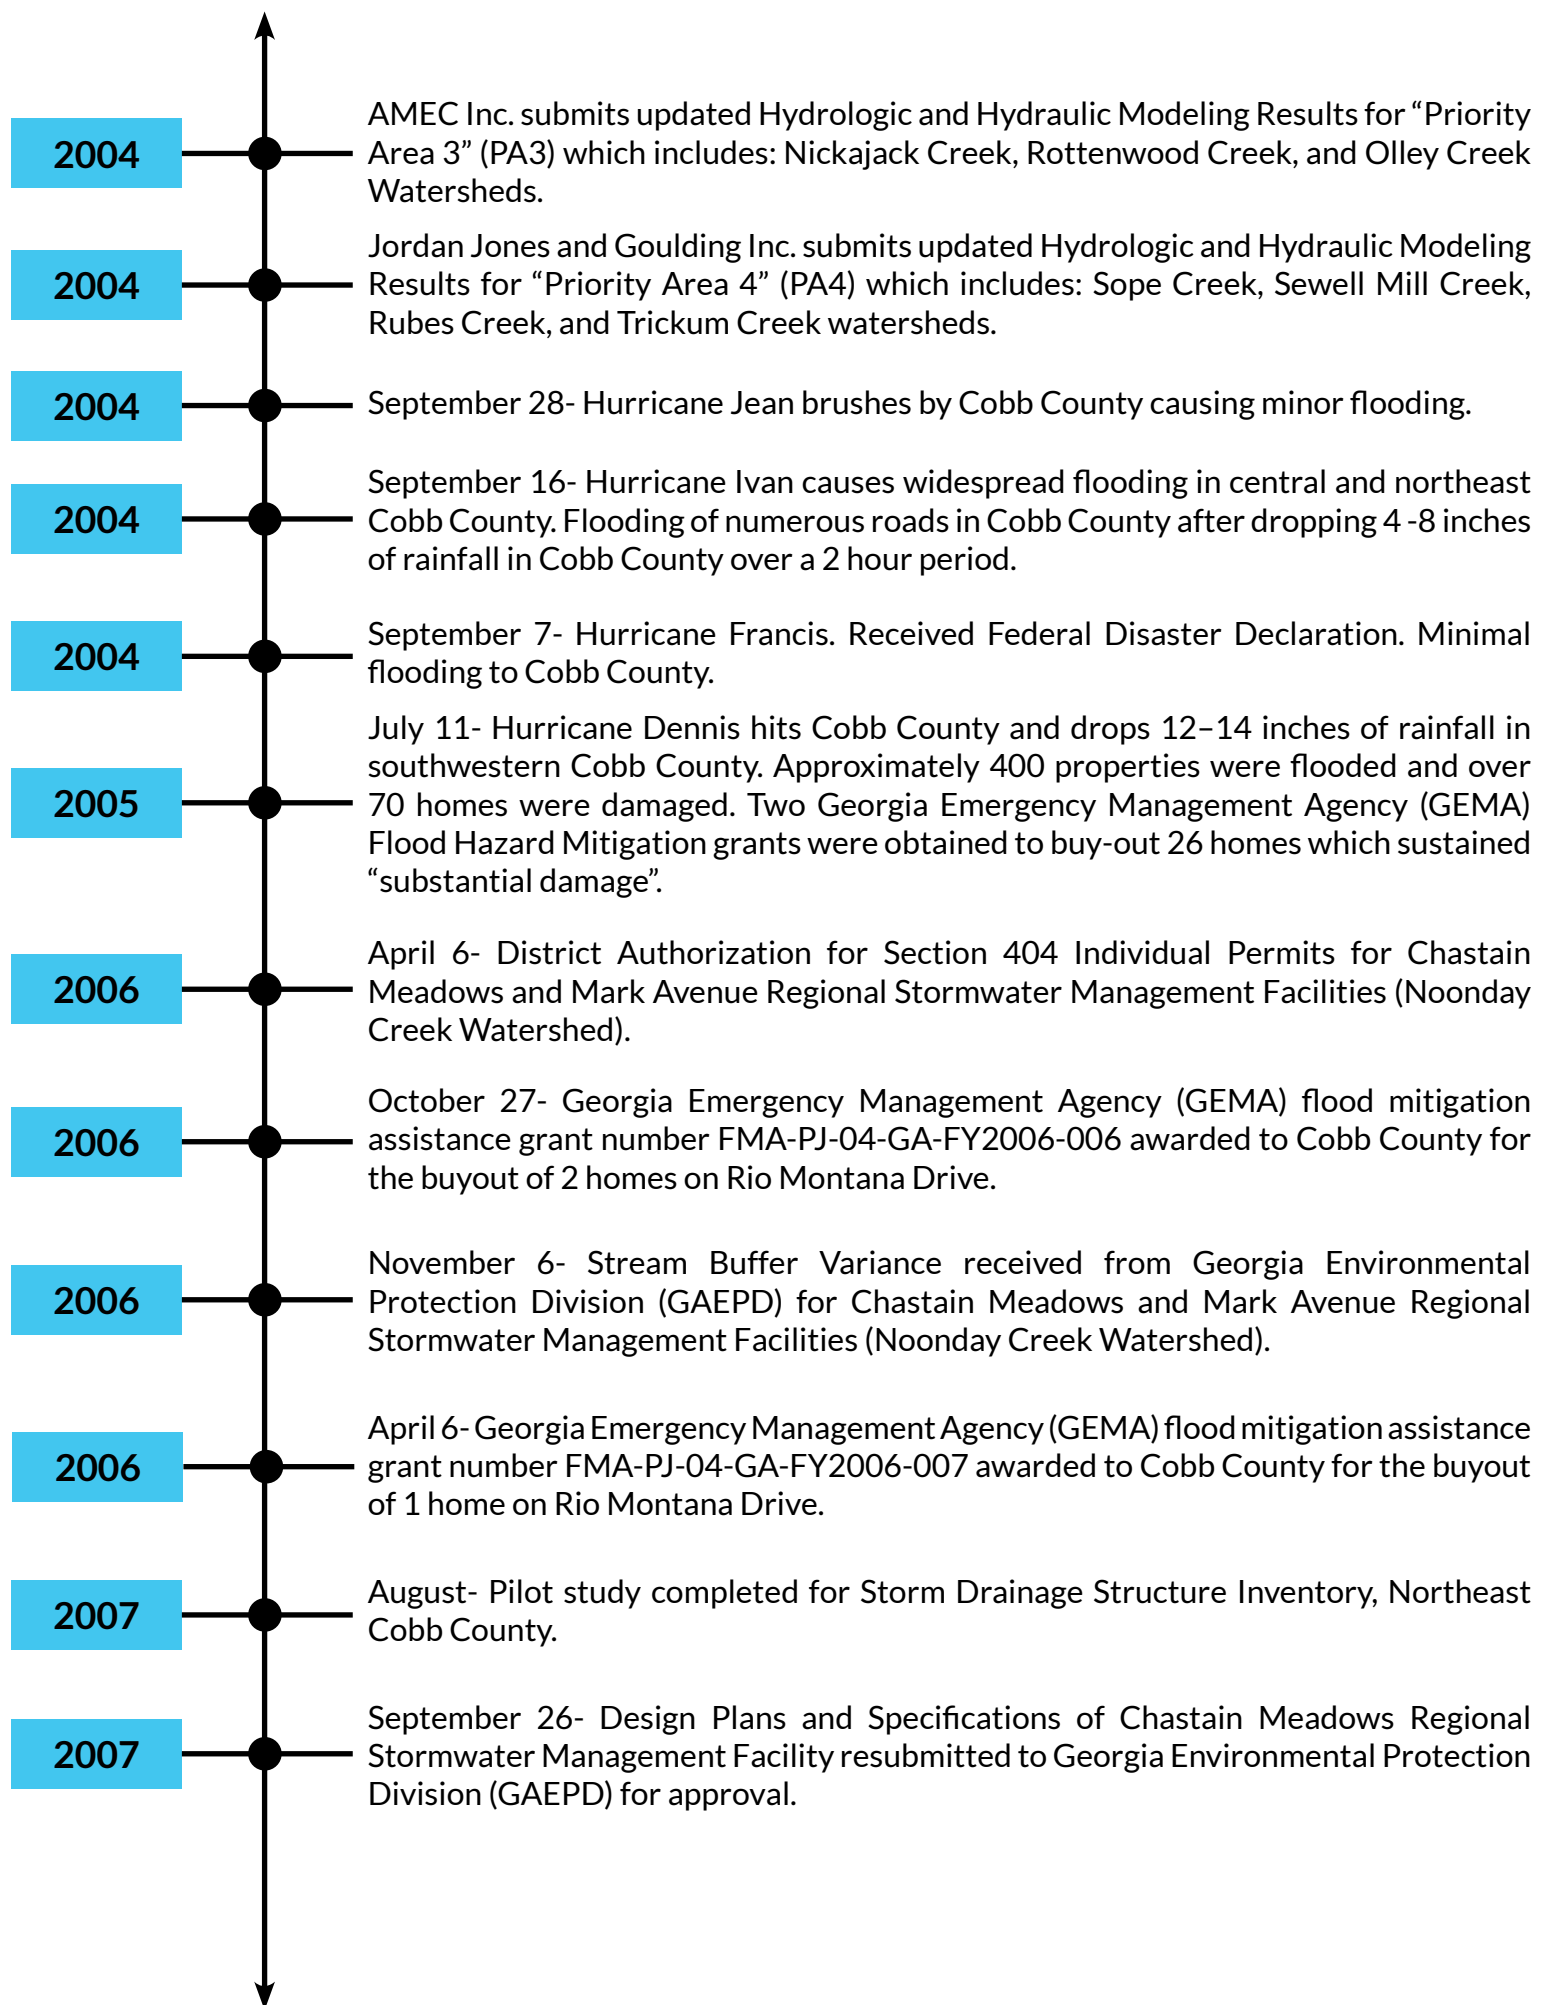 2004
AMEC Inc. submits updated Hydrologic and Hydraulic Modeling Results for “Priority
Area 3” (PA3) which includes: Nickajack Creek, Rottenwood Creek, and Olley Creek
Watersheds.
2004
Jordan Jones and Goulding Inc. submits updated Hydrologic and Hydraulic Modeling
Results for “Priority Area 4” (PA4) which includes: Sope Creek, Sewell Mill Creek,
Rubes Creek, and Trickum Creek watersheds.
2004
September 28- Hurricane Jean brushes by Cobb County causing minor flooding.
2004
September 16- Hurricane Ivan causes widespread flooding in central and northeast
Cobb County. Flooding of numerous roads in Cobb County after dropping 4 -8 inches
of rainfall in Cobb County over a 2 hour period.
2004
September 7- Hurricane Francis. Received Federal Disaster Declaration. Minimal
flooding to Cobb County.
2005
July 11- Hurricane Dennis hits Cobb County and drops 12–14 inches of rainfall in
southwestern Cobb County. Approximately 400 properties were flooded and over
70 homes were damaged. Two Georgia Emergency Management Agency (GEMA)
Flood Hazard Mitigation grants were obtained to buy-out 26 homes which sustained
“substantial damage”.
2006
April 6- District Authorization for Section 404 Individual Permits for Chastain
Meadows and Mark Avenue Regional Stormwater Management Facilities (Noonday
Creek Watershed).
2006
October 27- Georgia Emergency Management Agency (GEMA) flood mitigation
assistance grant number FMA-PJ-04-GA-FY2006-006 awarded to Cobb County for
the buyout of 2 homes on Rio Montana Drive.
2006
November 6- Stream Buffer Variance received from Georgia Environmental
Protection Division (GAEPD) for Chastain Meadows and Mark Avenue Regional
Stormwater Management Facilities (Noonday Creek Watershed).
2006
April 6- Georgia Emergency Management Agency (GEMA) flood mitigation assistance
grant number FMA-PJ-04-GA-FY2006-007 awarded to Cobb County for the buyout
of 1 home on Rio Montana Drive.
2007
August- Pilot study completed for Storm Drainage Structure Inventory, Northeast
Cobb County.
2007
September 26- Design Plans and Specifications of Chastain Meadows Regional
Stormwater Management Facility resubmitted to Georgia Environmental Protection
Division (GAEPD) for approval.